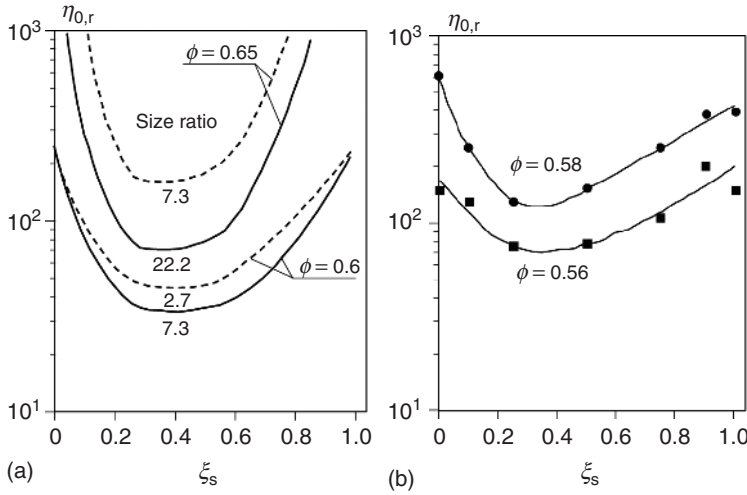 η0,r
10³
10²
10¹
ϕ = 0.65
Size ratio
7.3
22.2
ϕ = 0.6
2.7
7.3
0 0.2 0.4 0.6 0.8 1.0
(a)
ξs
η0,r
10³
10²
10¹
ϕ = 0.58
ϕ = 0.56
0 0.2 0.4 0.6 0.8 1.0
(b)
ξs